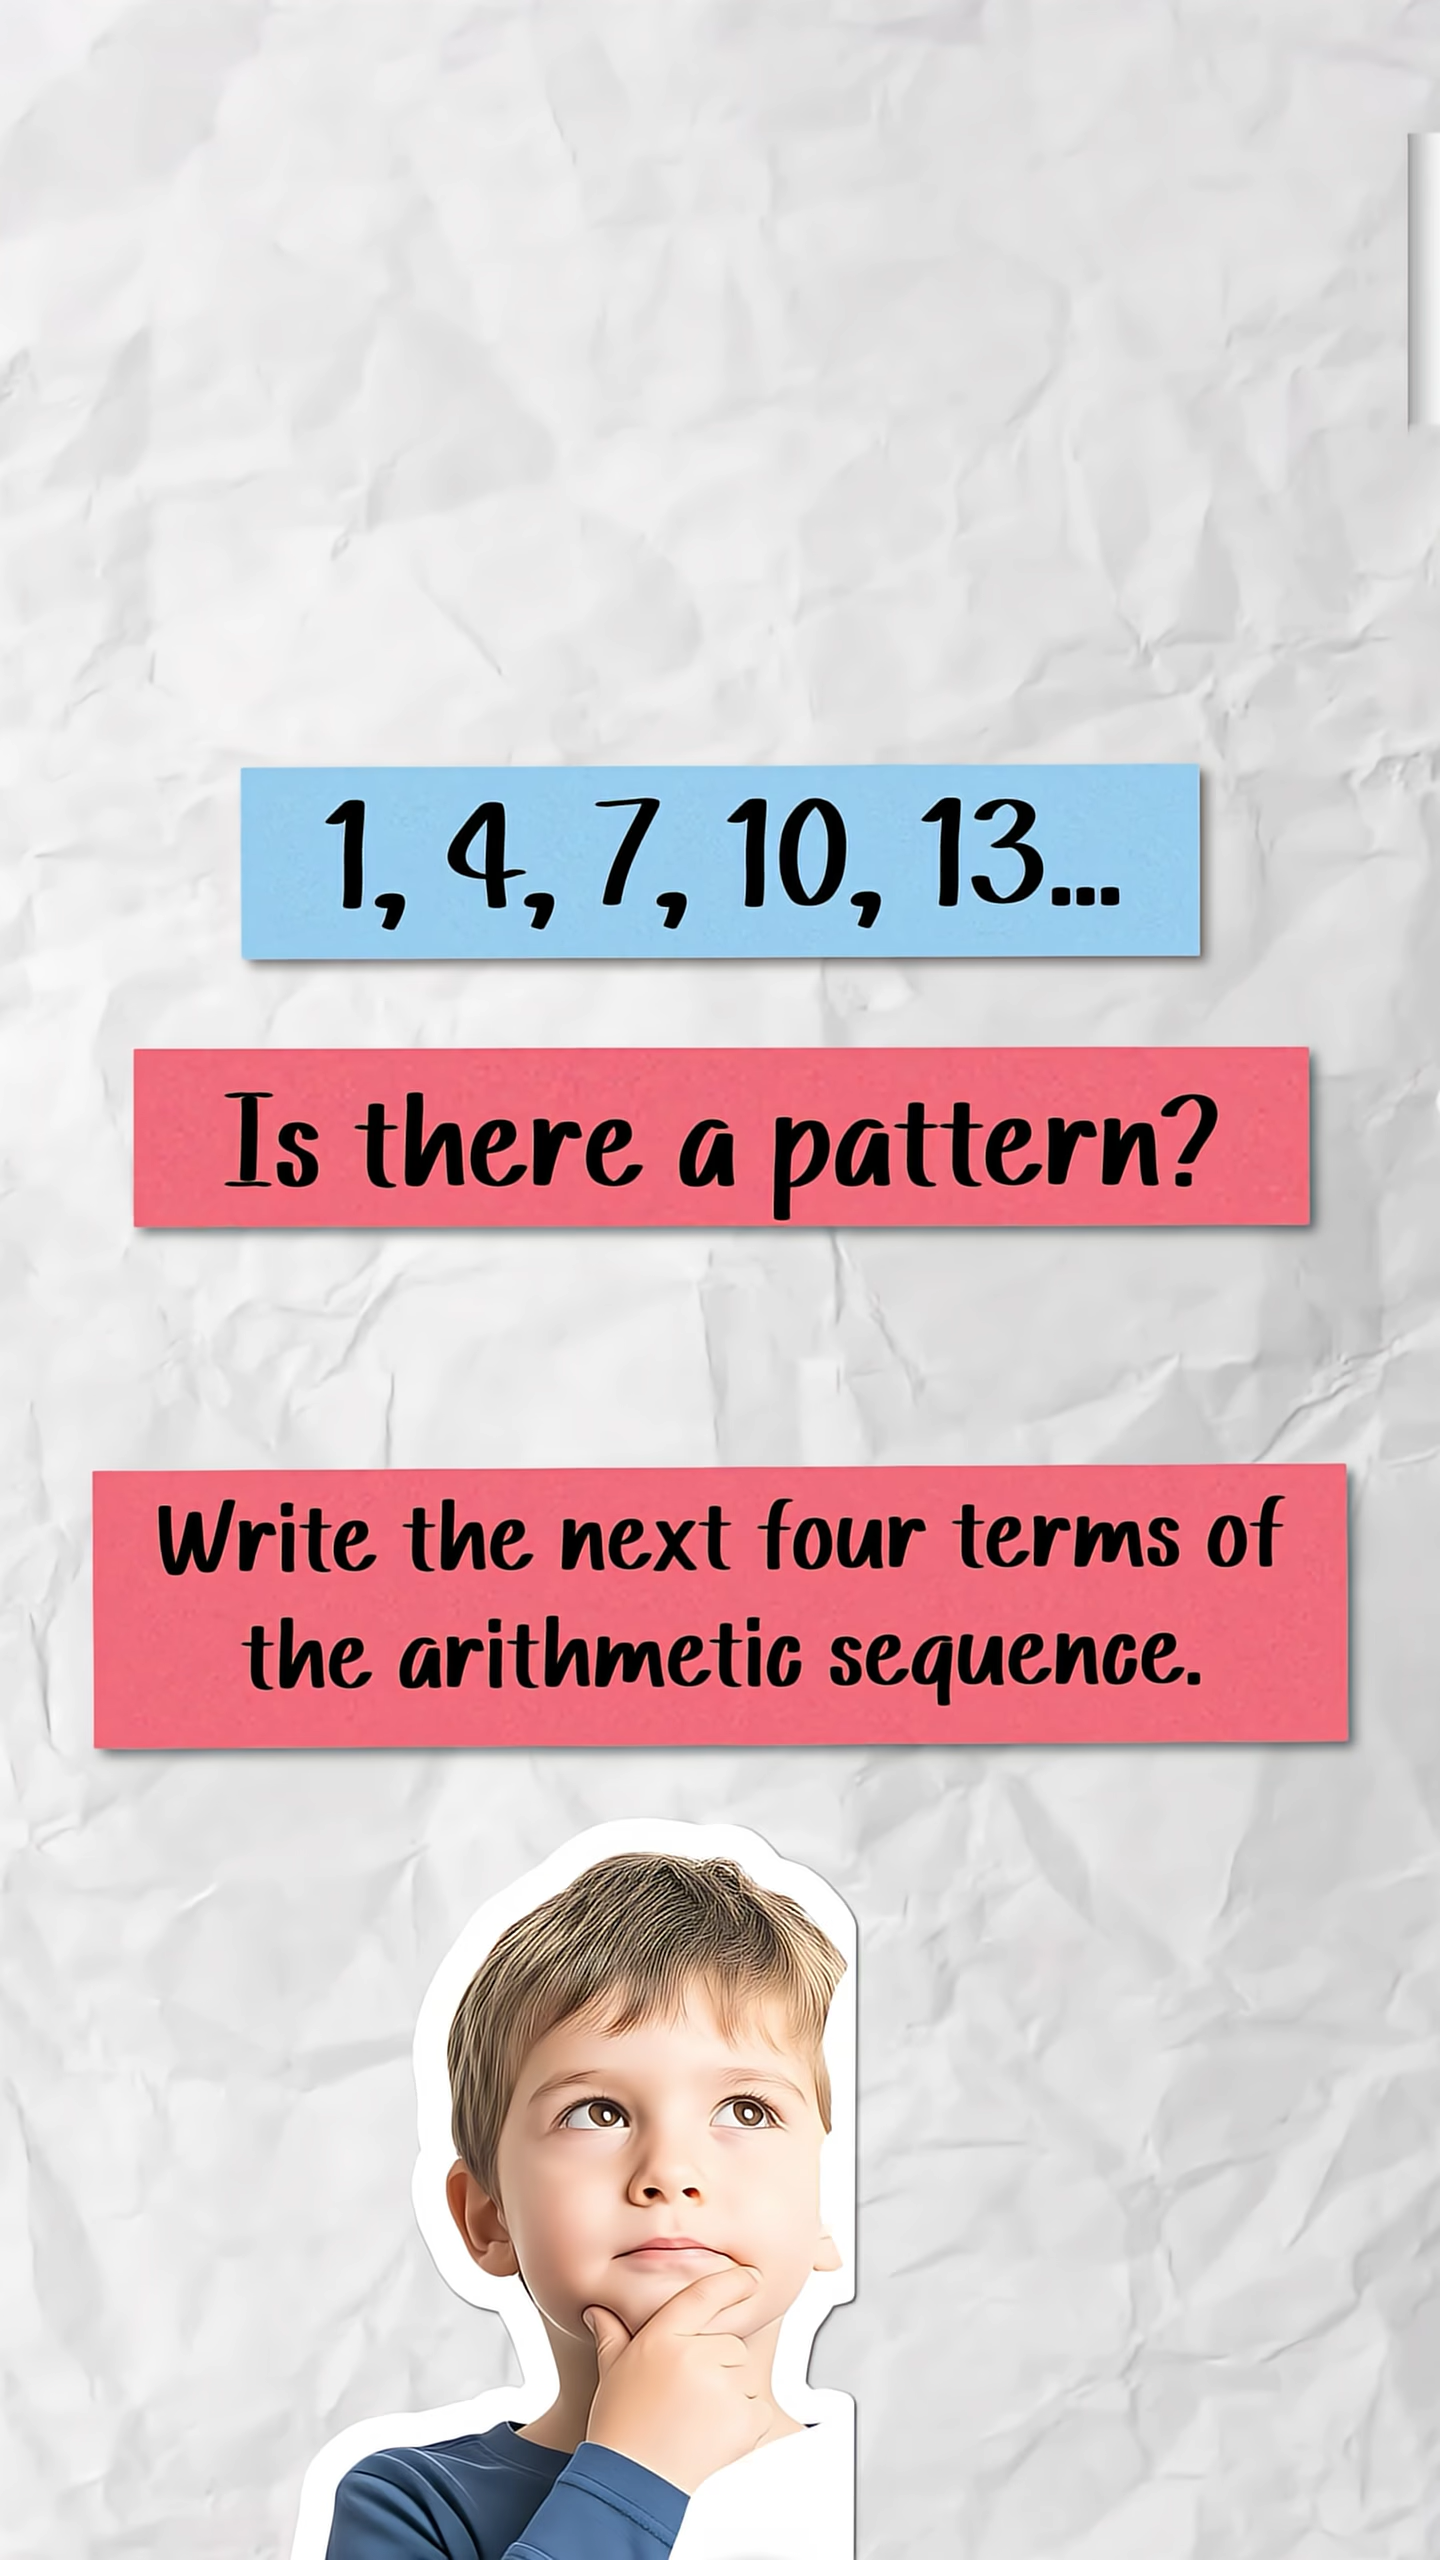 1, 4, 7, 10, 13...
Is there a pattern?
Write the next four terms of
the arithmetic sequence.